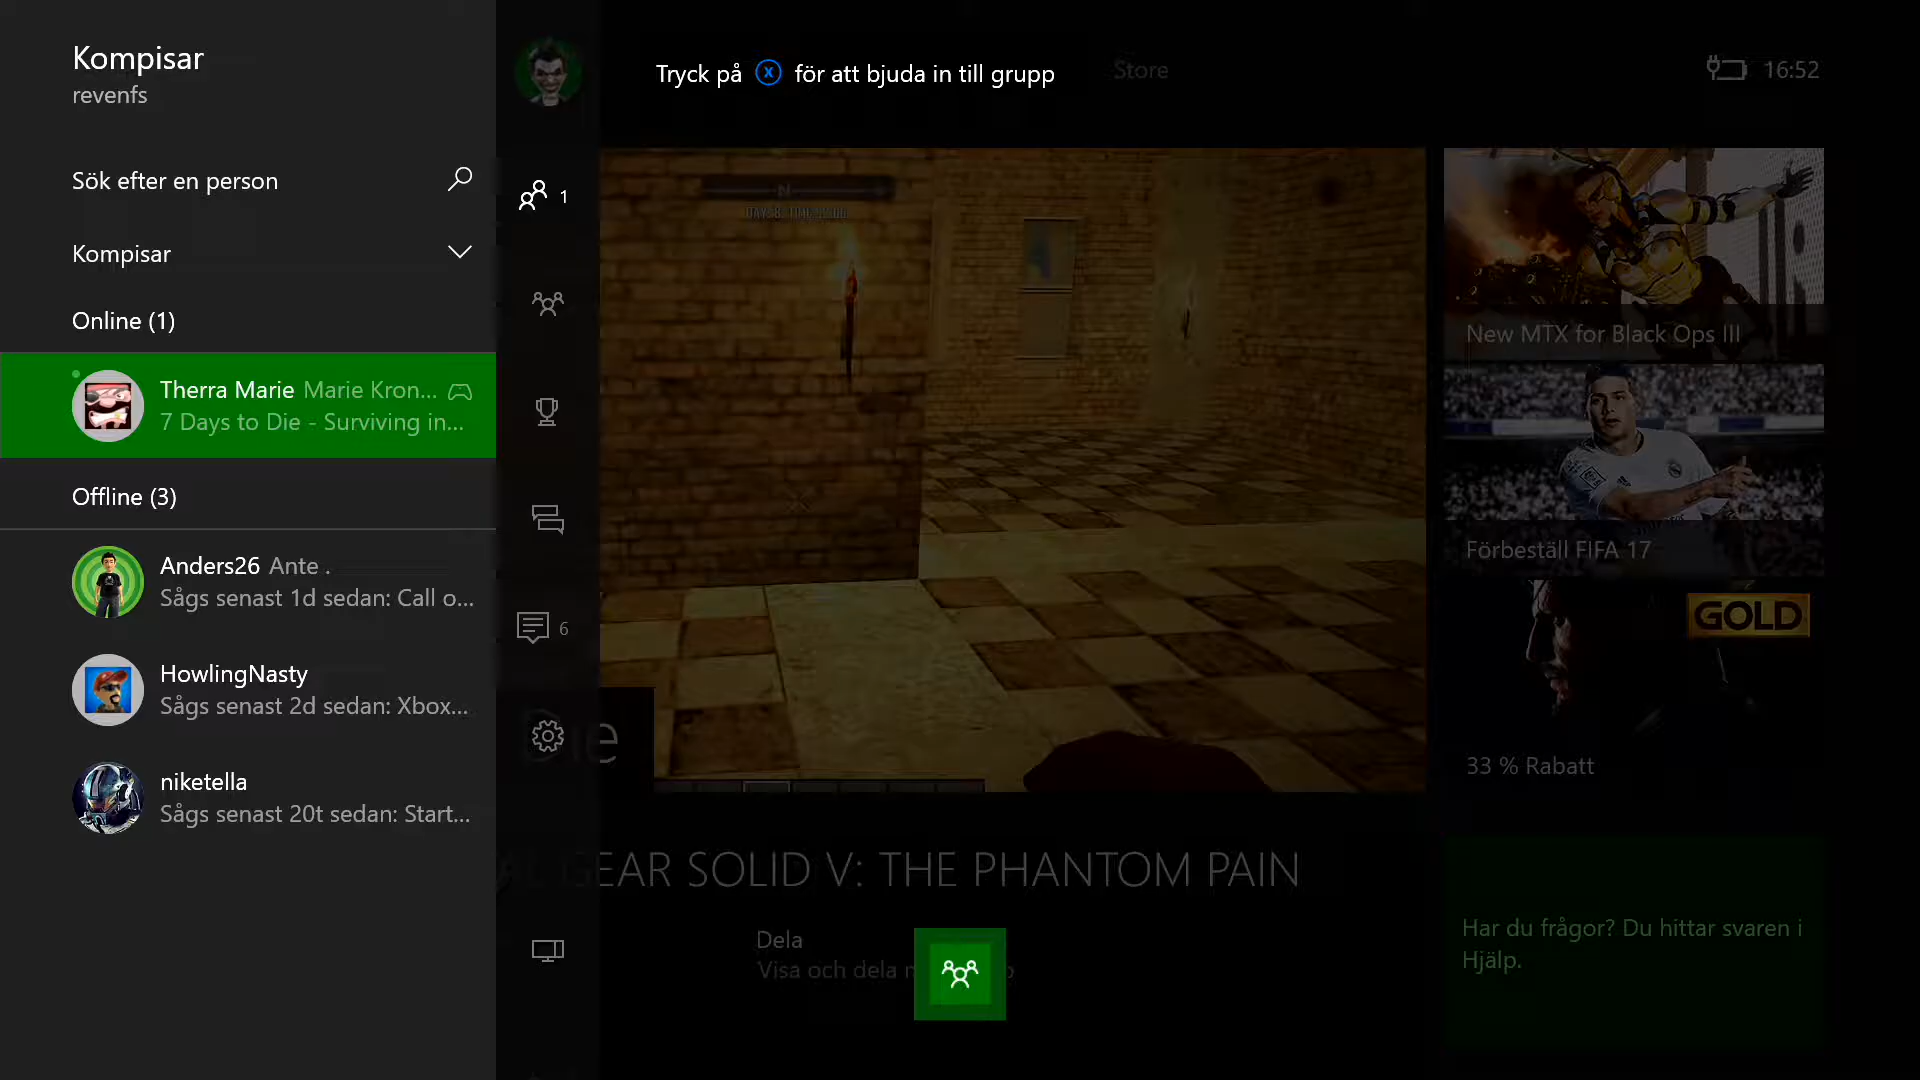 Kompisar
revenfs
Sök efter en person
Kompisar
Online (1)
Therra Marie Marie Kron...
7 Days to Die - Surviving in...
Offline (3)
Anders26 Ante .
Sågs senast 1d sedan: Call o...
HowlingNasty
Sågs senast 2d sedan: Xbox...
niketella
Sågs senast 20t sedan: Start...
1
6
Tryck på X för att bjuda in till grupp
Store
16:52
N
New MTX for Black Ops III
Förbeställ FIFA 17
GOLD
33 % Rabatt
GEAR SOLID V: THE PHANTOM PAIN
Dela
Visa och dela
Har du frågor? Du hittar svaren i
Hjälp.